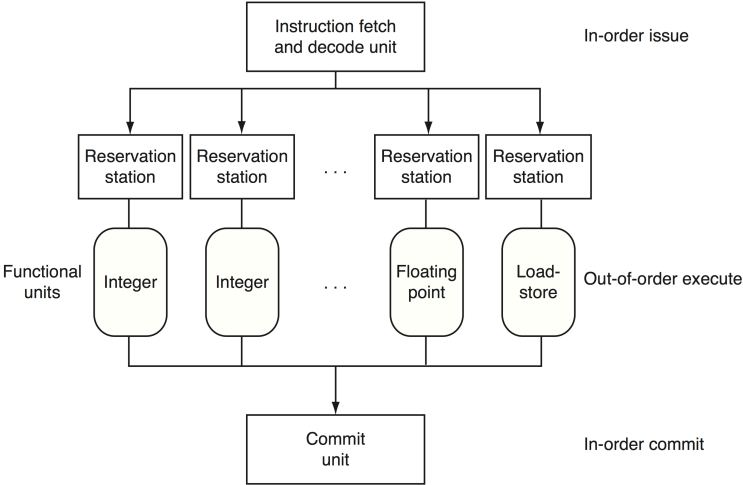 Instruction fetch
and decode unit
In-order issue
Reservation
station
Reservation
station
. . .
Reservation
station
Reservation
station
Functional
units
Integer
Integer
. . .
Floating
point
Load-
store
Out-of-order execute
Commit
unit
In-order commit